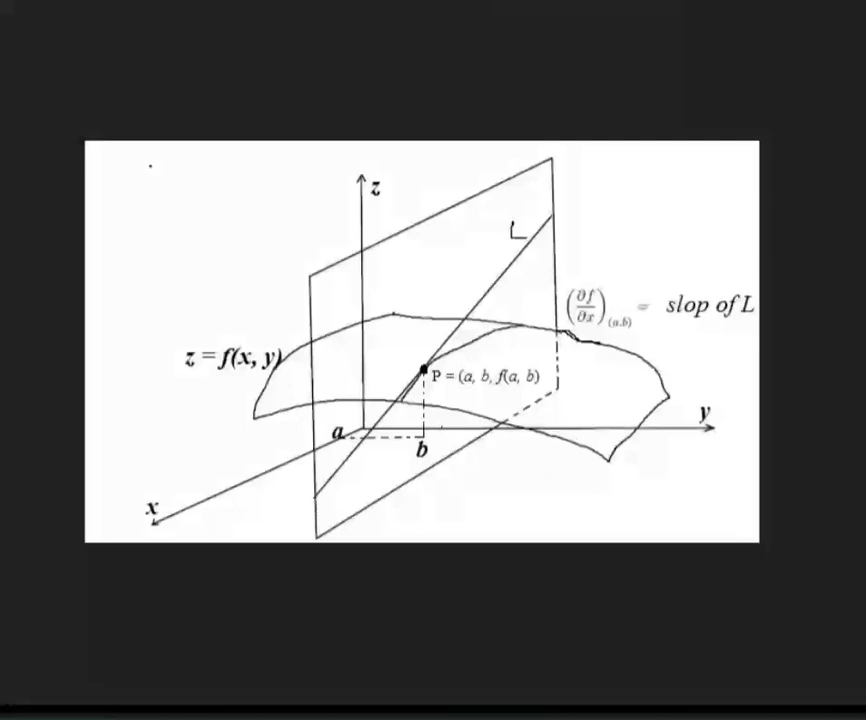 z
L
(∂f/∂x)(a.b) = slop of L
z = f(x, y)
P = (a, b, f(a, b)
y
a
b
x